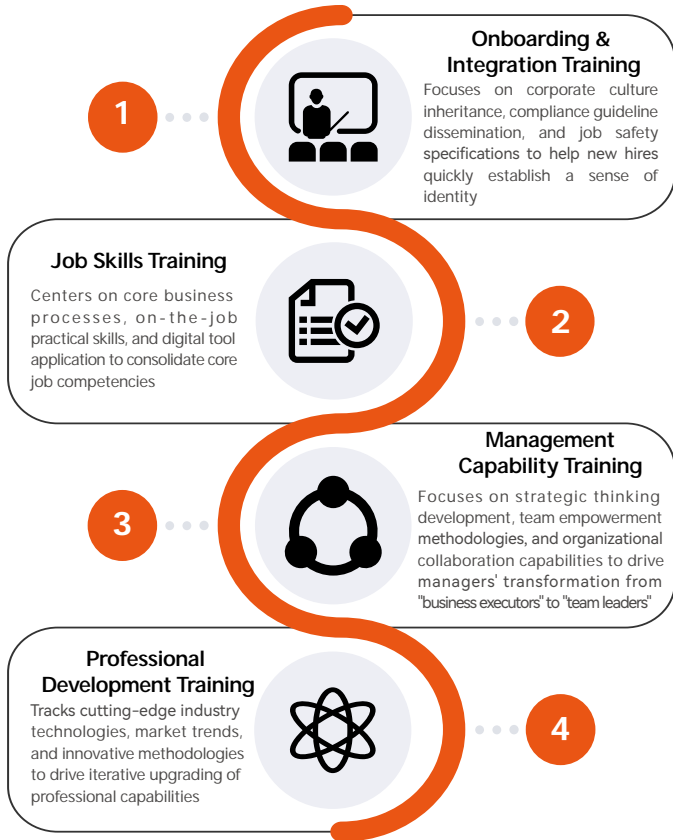 1
Onboarding &
Integration Training
Focuses on corporate culture
inheritance, compliance guideline
dissemination, and job safety
specifications to help new hires
quickly establish a sense of
identity
Job Skills Training
Centers on core business
processes, on-the-job
practical skills, and digital tool
application to consolidate core
job competencies
2
3
Management
Capability Training
Focuses on strategic thinking
development, team empowerment
methodologies, and organizational
collaboration capabilities to drive
managers' transformation from
"business executors" to "team leaders"
Professional
Development Training
Tracks cutting-edge industry
technologies, market trends,
and innovative methodologies
to drive iterative upgrading of
professional capabilities
4